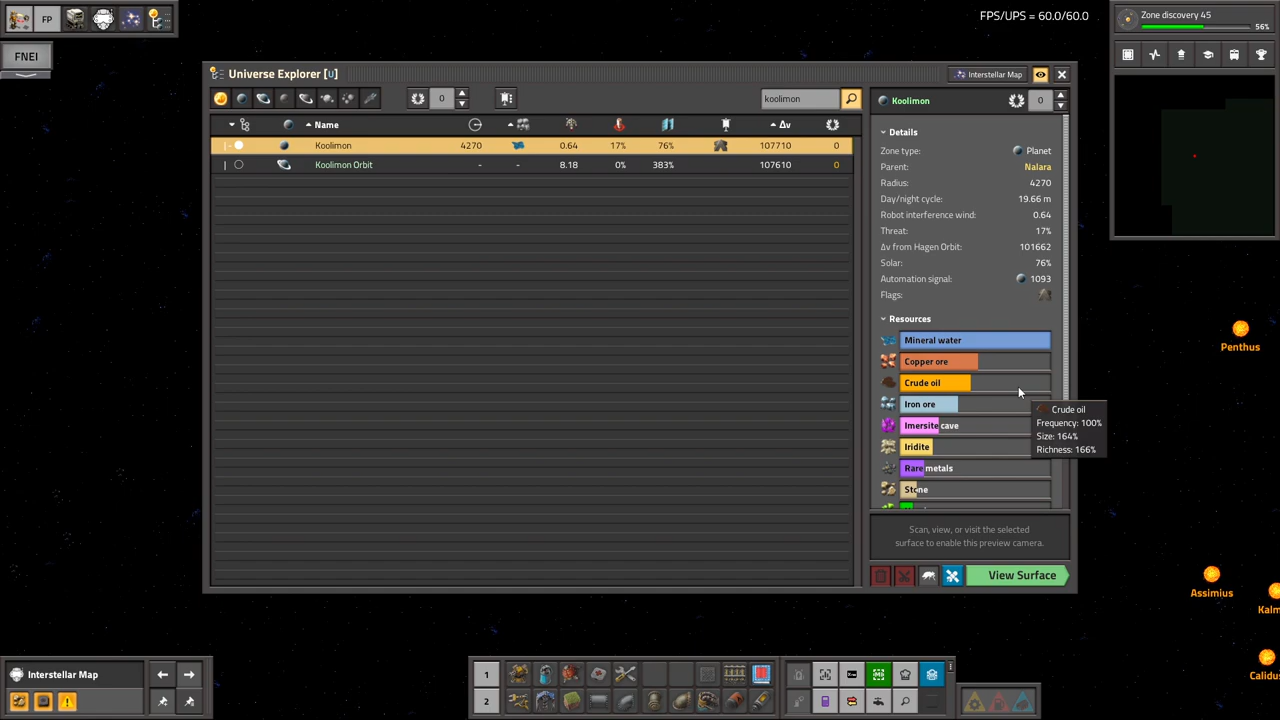 FP
FPS/UPS = 60.0/60.0
Zone discovery 45
56%
FNEI
Universe Explorer [U]
Interstellar Map
0
koolimon
Koolimon
0
Name
Δv
Koolimon 4270 0.64 17% 76% 107710 0
Koolimon Orbit - - 8.18 0% 383% 107610 0
Details
Zone type: Planet
Parent: Nalara
Radius: 4270
Day/night cycle: 19.66 m
Robot interference wind: 0.64
Threat: 17%
Δv from Hagen Orbit: 101662
Solar: 76%
Automation signal: 1093
Flags:
Resources
Mineral water
Copper ore
Crude oil
Iron ore
Imersite cave
Iridite
Rare metals
Stone
Crude oil
Frequency: 100%
Size: 164%
Richness: 166%
Scan, view, or visit the selected
surface to enable this preview camera.
View Surface
Penthus
Assimius
Kalm
Calidus
Interstellar Map
1
2